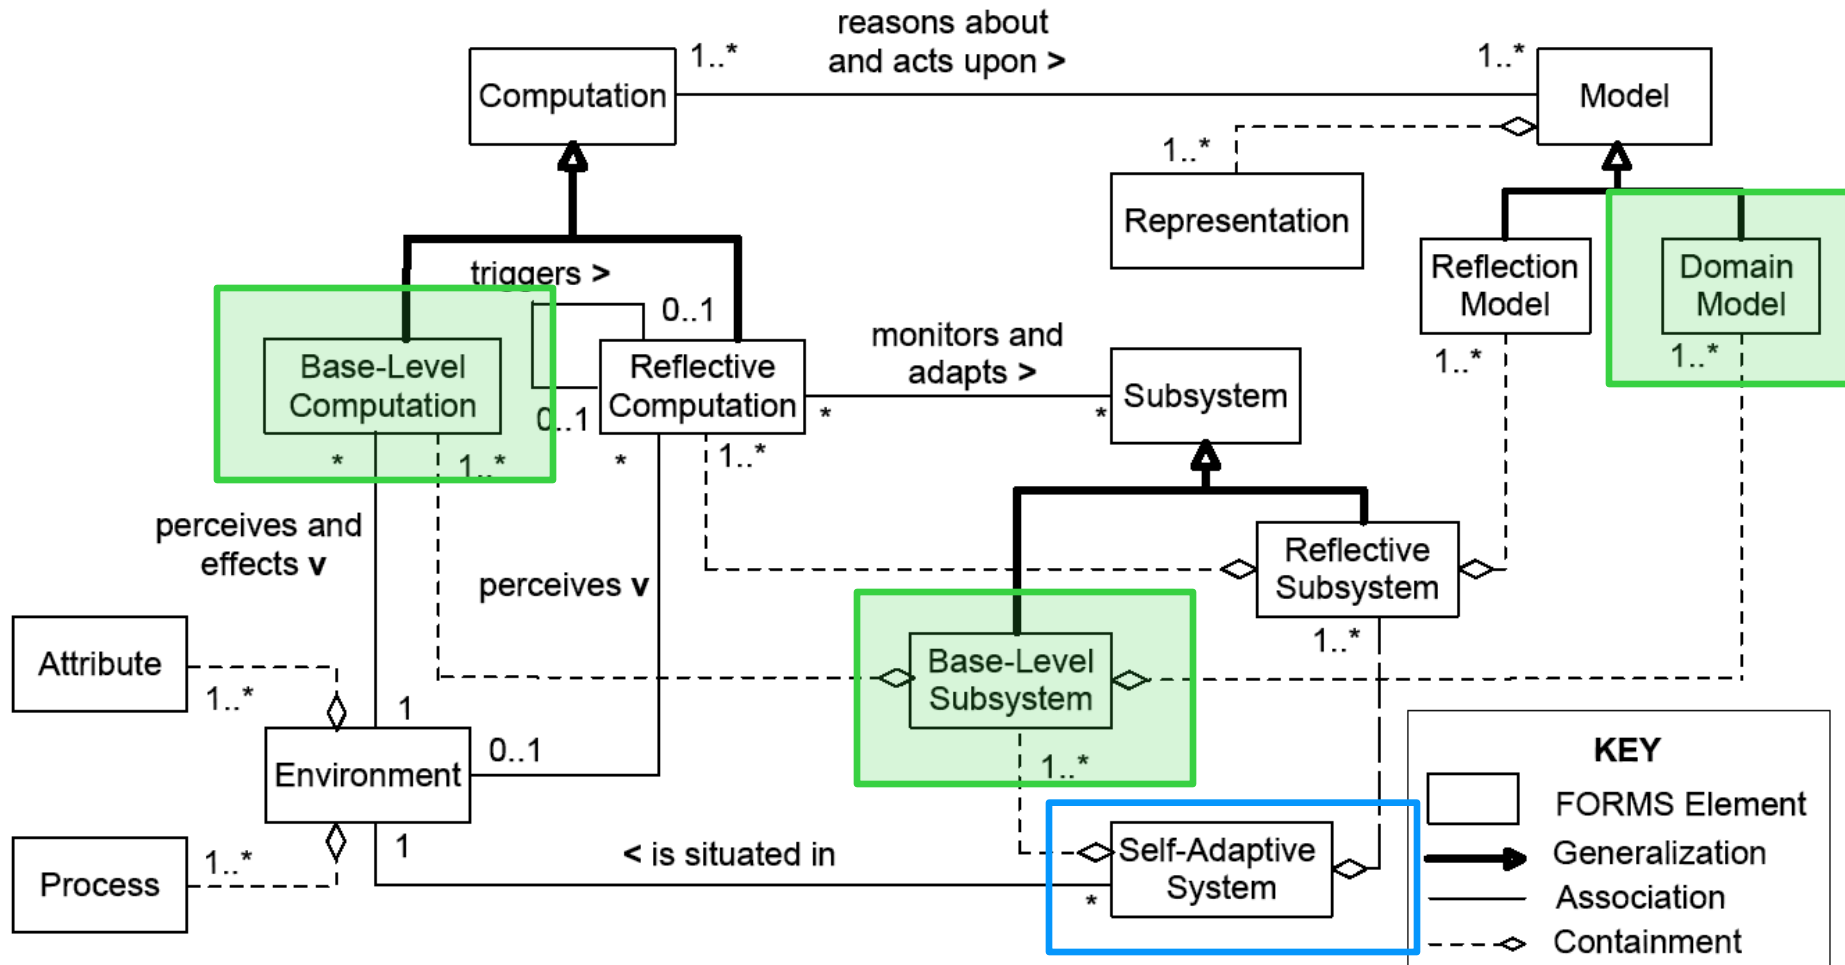 reasons about
and acts upon >
1..*
1..*
Computation
Model
1..*
Representation
triggers >
0..1
Reflection
Model
Domain
Model
monitors and
adapts >
1..*
1..*
Base-Level
Computation
Reflective
Computation
0..1
*
*
Subsystem
*
1..*
*
1..*
perceives and
effects v
perceives v
Reflective
Subsystem
1..*
Attribute
1..*
Base-Level
Subsystem
1
0..1
1..*
Environment
KEY
FORMS Element
Generalization
Association
Containment
1
< is situated in
*
Self-Adaptive
System
Process
1..*